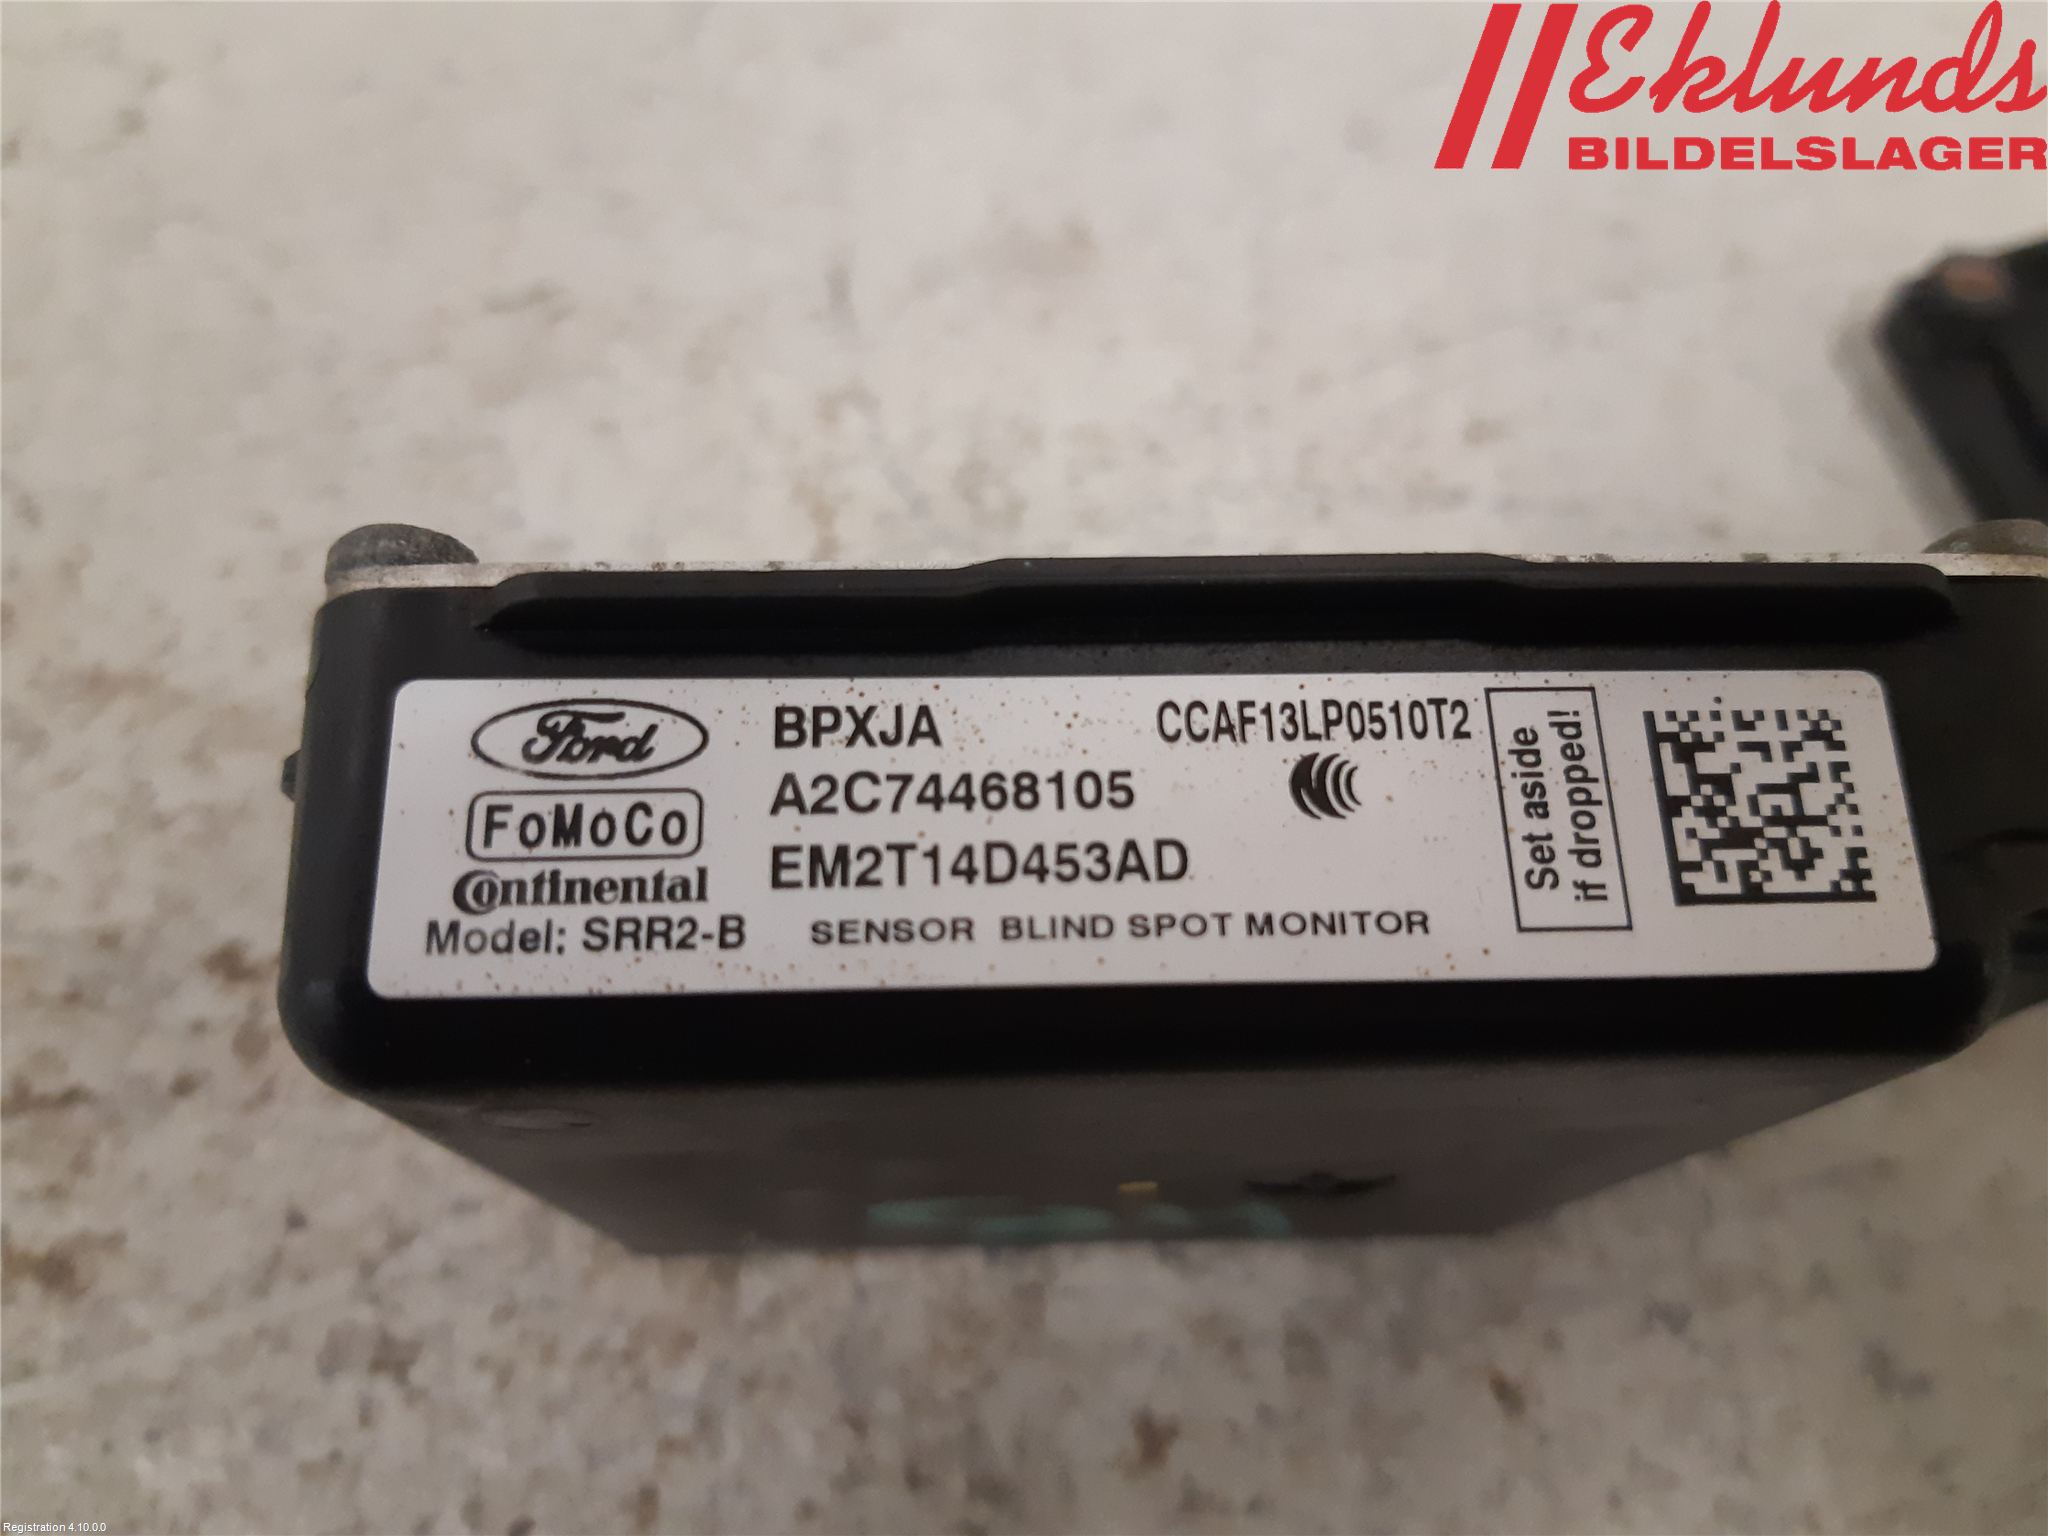 Eklunds
BILDELSLAGER
Ford
FoMoCo
Continental
Model: SRR2-B
BPXJA
A2C74468105
EM2T14D453AD
SENSOR BLIND SPOT MONITOR
CCAF13LP0510T2
Set aside
if dropped!
Registration 4.10.0.0